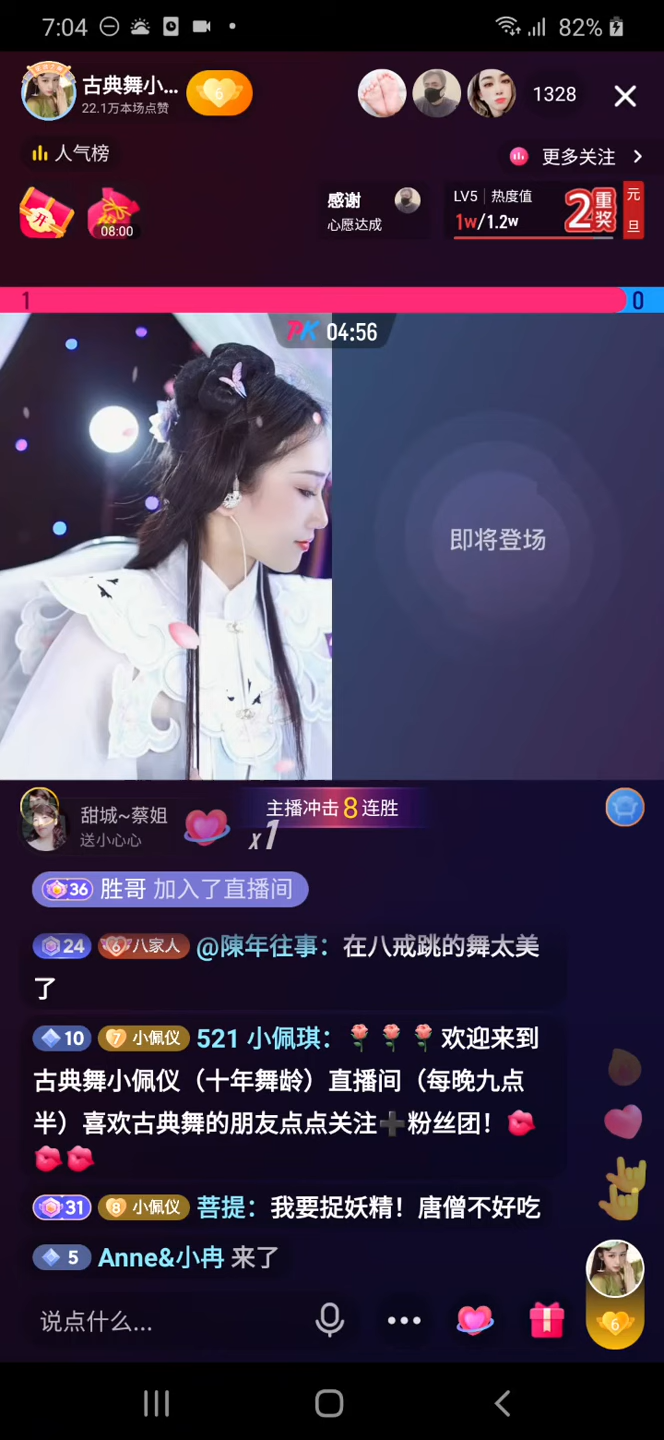 7:04
82%
古典舞小...
22.1万本场点赞
6
1328
人气榜
更多关注
开
08:00
感谢
心愿达成
LV5 热度值
1w/1.2w
2重奖
元旦
1
0
PK 04:56
即将登场
甜城~蔡姐
送小心心
x1
主播冲击8连胜
36 胜哥 加入了直播间
24 6 八家人 @陳年往事：在八戒跳的舞太美
了
10 7 小佩仪 521 小佩琪：🌹🌹🌹欢迎来到
古典舞小佩仪（十年舞龄）直播间（每晚九点
半）喜欢古典舞的朋友点点关注➕粉丝团！💋
💋💋
31 8 小佩仪 菩提：我要捉妖精！唐僧不好吃
5 Anne&小冉 来了
说点什么...
6